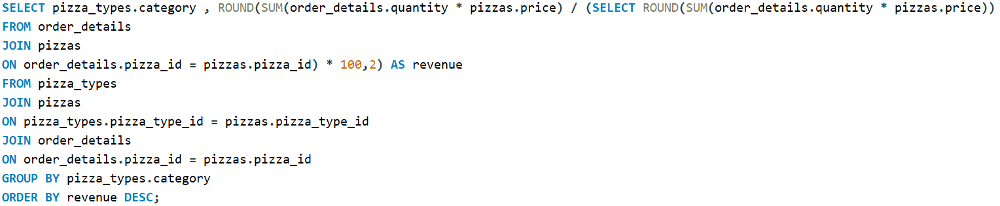 SELECT pizza_types.category , ROUND(SUM(order_details.quantity * pizzas.price) / (SELECT ROUND(SUM(order_details.quantity * pizzas.price))
FROM order_details
JOIN pizzas
ON order_details.pizza_id = pizzas.pizza_id) * 100,2) AS revenue
FROM pizza_types
JOIN pizzas
ON pizza_types.pizza_type_id = pizzas.pizza_type_id
JOIN order_details
ON order_details.pizza_id = pizzas.pizza_id
GROUP BY pizza_types.category
ORDER BY revenue DESC;